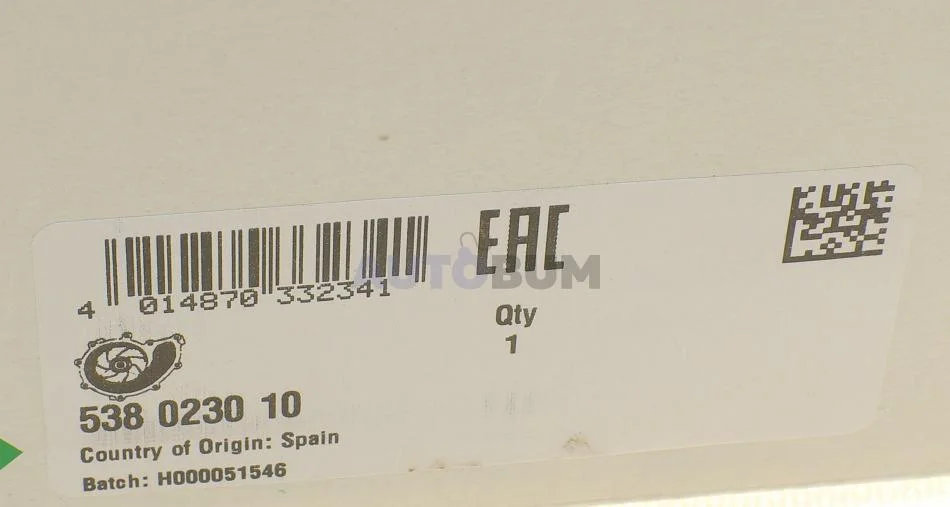 4 014870 332341
EAC
AUTOBUM
Qty
1
538 0230 10
Country of Origin: Spain
Batch: H000051546